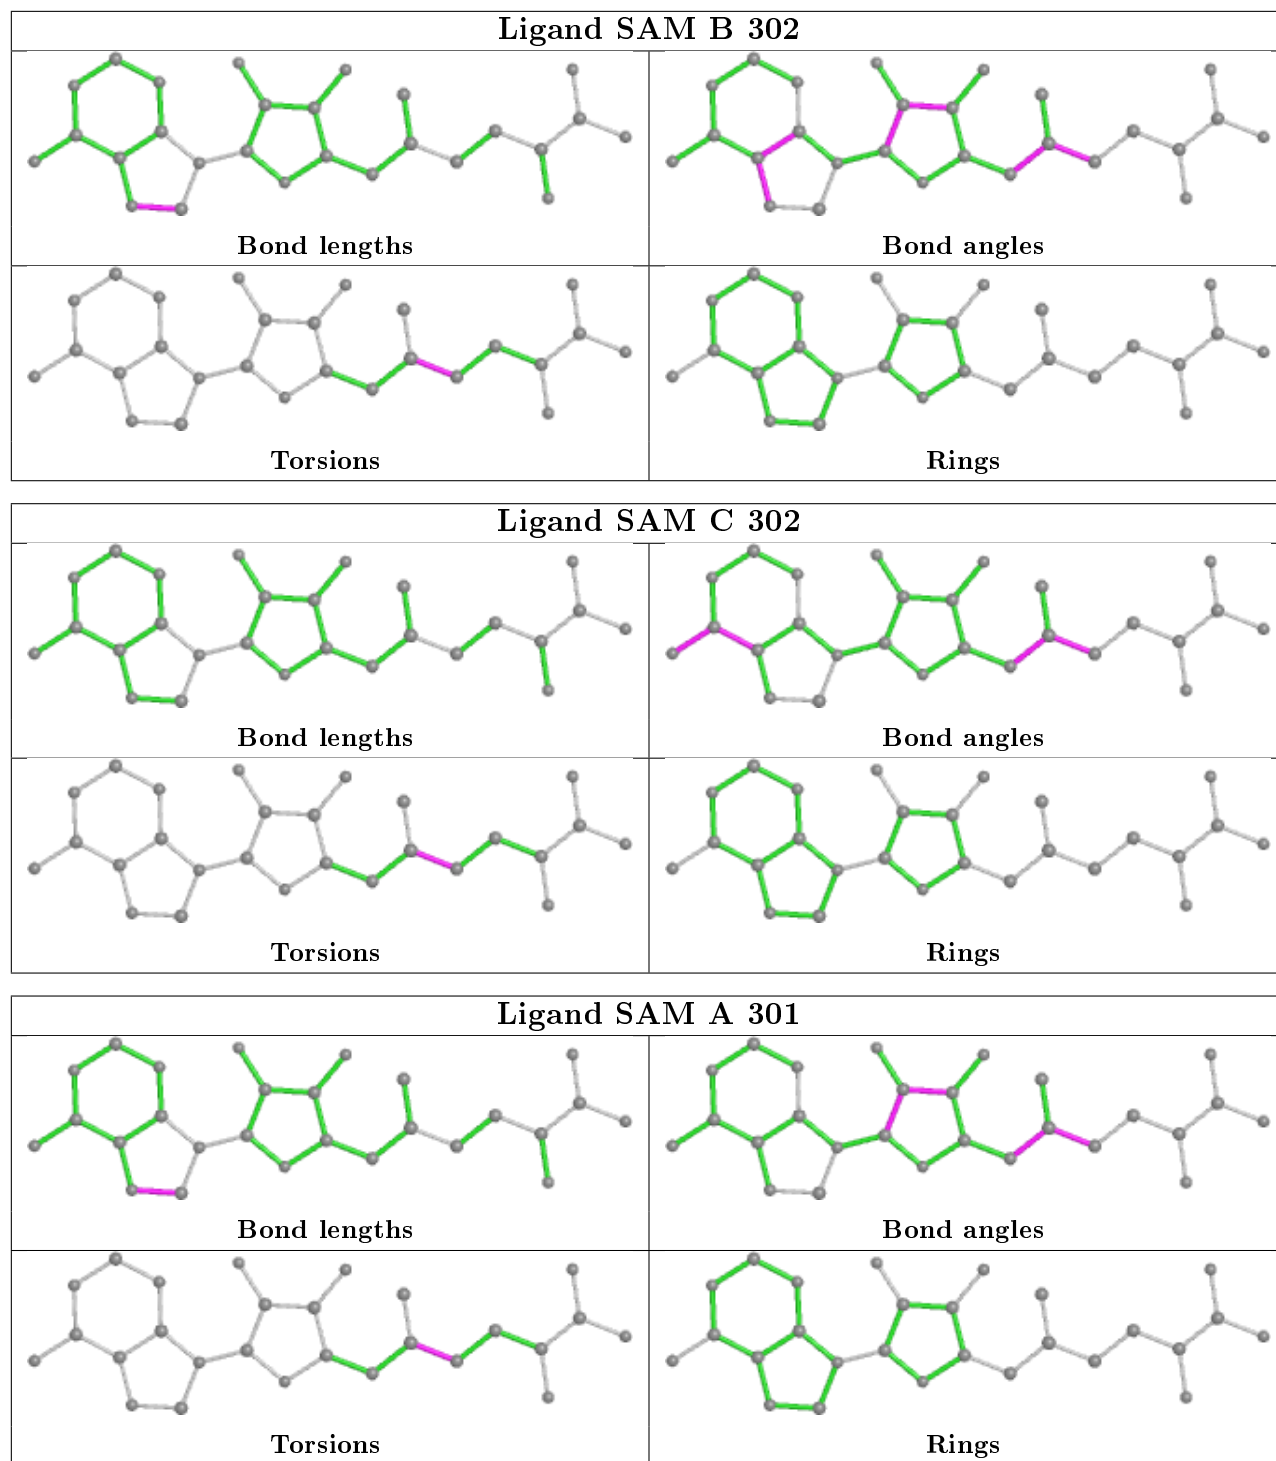 Ligand SAM B 302
Bond lengths
Bond angles
Torsions
Rings
Ligand SAM C 302
Bond lengths
Bond angles
Torsions
Rings
Ligand SAM A 301
Bond lengths
Bond angles
Torsions
Rings